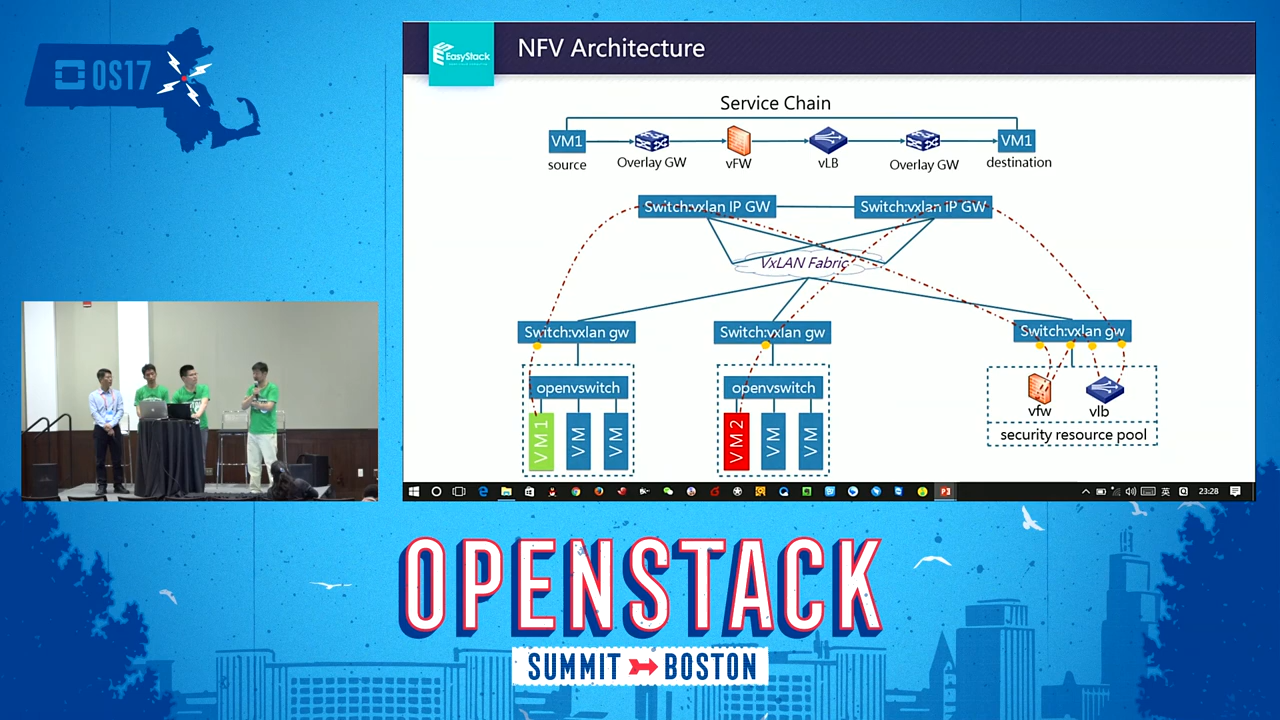 OS17
EasyStack
NFV Architecture
Service Chain
VM1
VM1
source
Overlay GW
vFW
vLB
Overlay GW
destination
Switch:vxlan IP GW
Switch:vxlan IP GW
VxLAN Fabric
Switch:vxlan gw
Switch:vxlan gw
Switch:vxlan gw
openvswitch
VM1
VM
VM
openvswitch
VM2
VM
VM
vfw
vlb
security resource pool
英
23:28
OPENSTACK
SUMMIT BOSTON